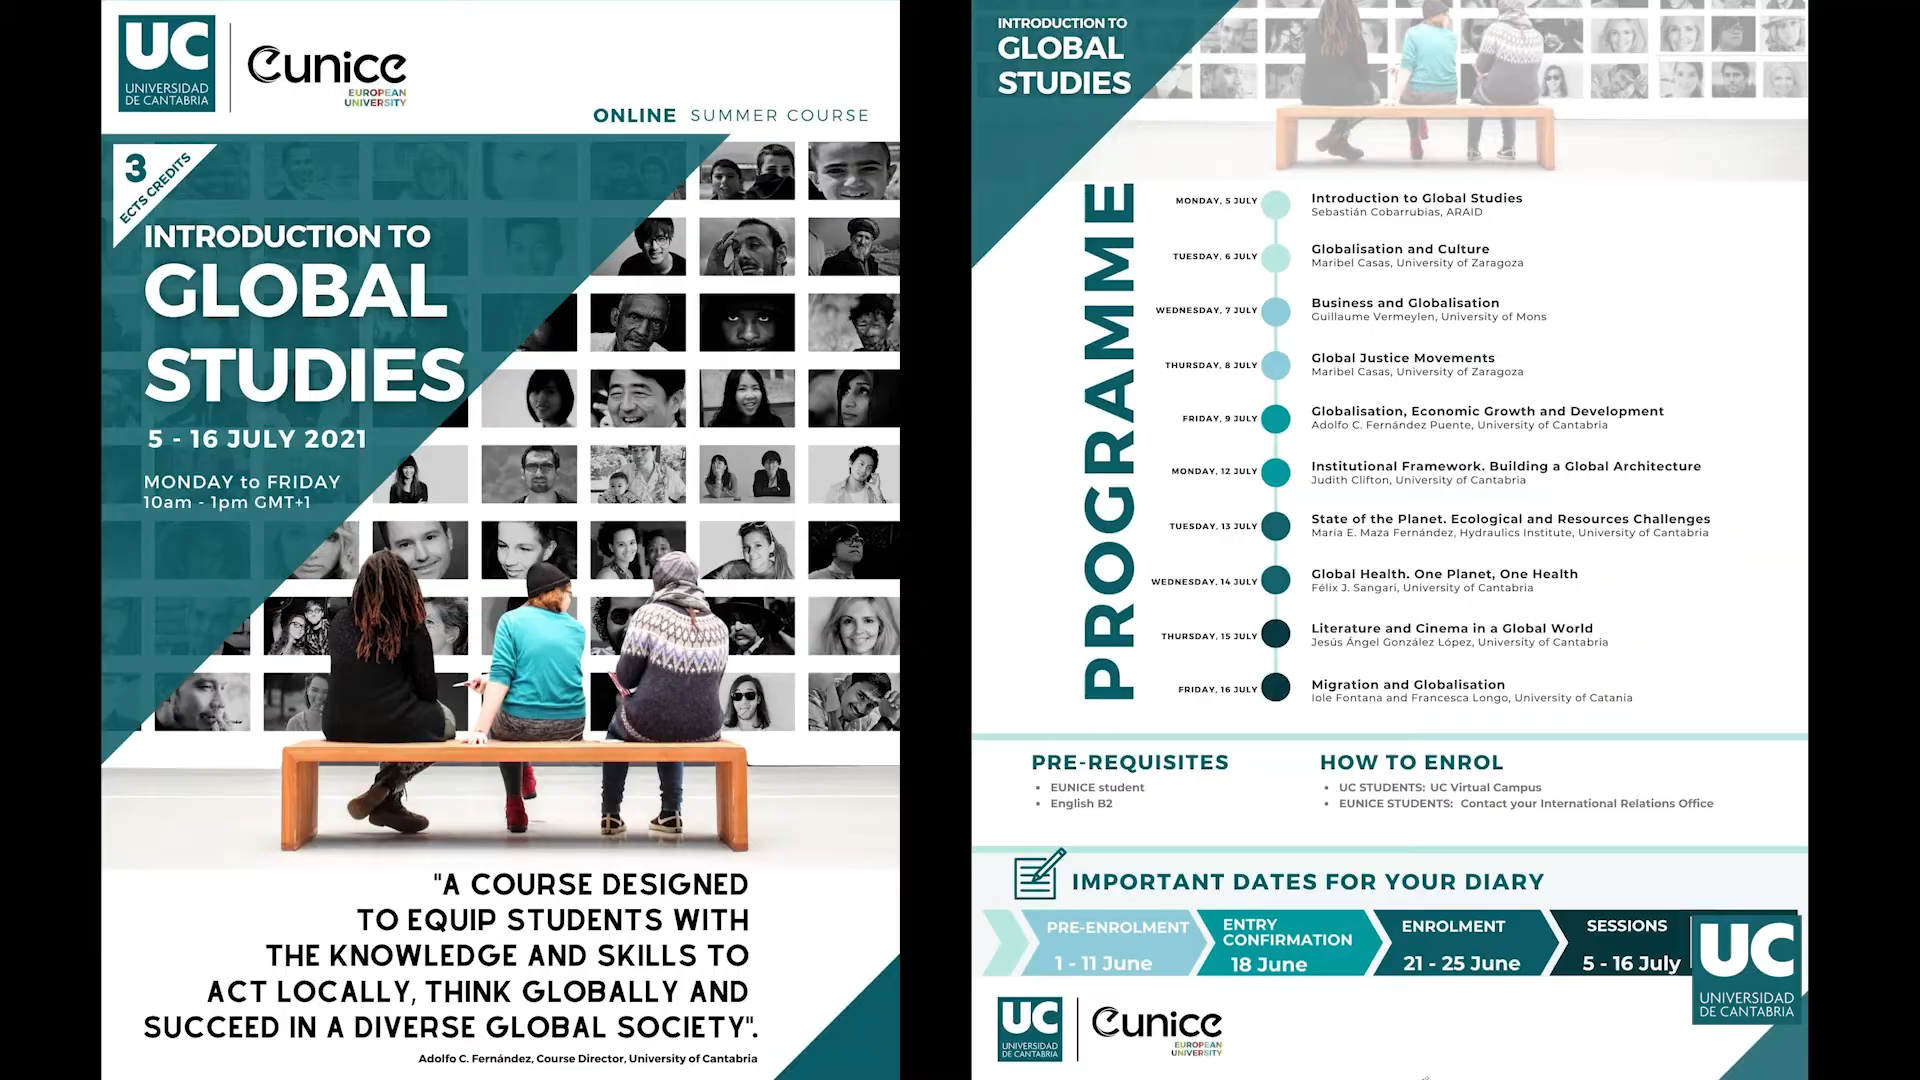 UC
UNIVERSIDAD
DE CANTABRIA
eunice
EUROPEAN
UNIVERSITY
ONLINE SUMMER COURSE
3
ECTS CREDITS
INTRODUCTION TO
GLOBAL
STUDIES
5 - 16 JULY 2021
MONDAY to FRIDAY
10am - 1pm GMT+1
"A COURSE DESIGNED
TO EQUIP STUDENTS WITH
THE KNOWLEDGE AND SKILLS TO
ACT LOCALLY, THINK GLOBALLY AND
SUCCEED IN A DIVERSE GLOBAL SOCIETY".
Adolfo C. Fernández, Course Director, University of Cantabria
INTRODUCTION TO
GLOBAL
STUDIES
PROGRAMME
MONDAY, 5 JULY
Introduction to Global Studies
Sebastián Cobarrubias, ARAID
TUESDAY, 6 JULY
Globalisation and Culture
Maribel Casas, University of Zaragoza
WEDNESDAY, 7 JULY
Business and Globalisation
Guillaume Vermeylen, University of Mons
THURSDAY, 8 JULY
Global Justice Movements
Maribel Casas, University of Zaragoza
FRIDAY, 9 JULY
Globalisation, Economic Growth and Development
Adolfo C. Fernández Puente, University of Cantabria
MONDAY, 12 JULY
Institutional Framework. Building a Global Architecture
Judith Clifton, University of Cantabria
TUESDAY, 13 JULY
State of the Planet. Ecological and Resources Challenges
María E. Maza Fernández, Hydraulics Institute, University of Cantabria
WEDNESDAY, 14 JULY
Global Health. One Planet, One Health
Félix J. Sangari, University of Cantabria
THURSDAY, 15 JULY
Literature and Cinema in a Global World
Jesús Ángel González López, University of Cantabria
FRIDAY, 16 JULY
Migration and Globalisation
Iole Fontana and Francesca Longo, University of Catania
PRE-REQUISITES
• EUNICE student
• English B2
HOW TO ENROL
• UC STUDENTS: UC Virtual Campus
• EUNICE STUDENTS: Contact your International Relations Office
IMPORTANT DATES FOR YOUR DIARY
PRE-ENROLMENT
1 - 11 June
ENTRY
CONFIRMATION
18 June
ENROLMENT
21 - 25 June
SESSIONS
5 - 16 July
UC
UNIVERSIDAD
DE CANTABRIA
eunice
EUROPEAN
UNIVERSITY
UC
UNIVERSIDAD
DE CANTABRIA